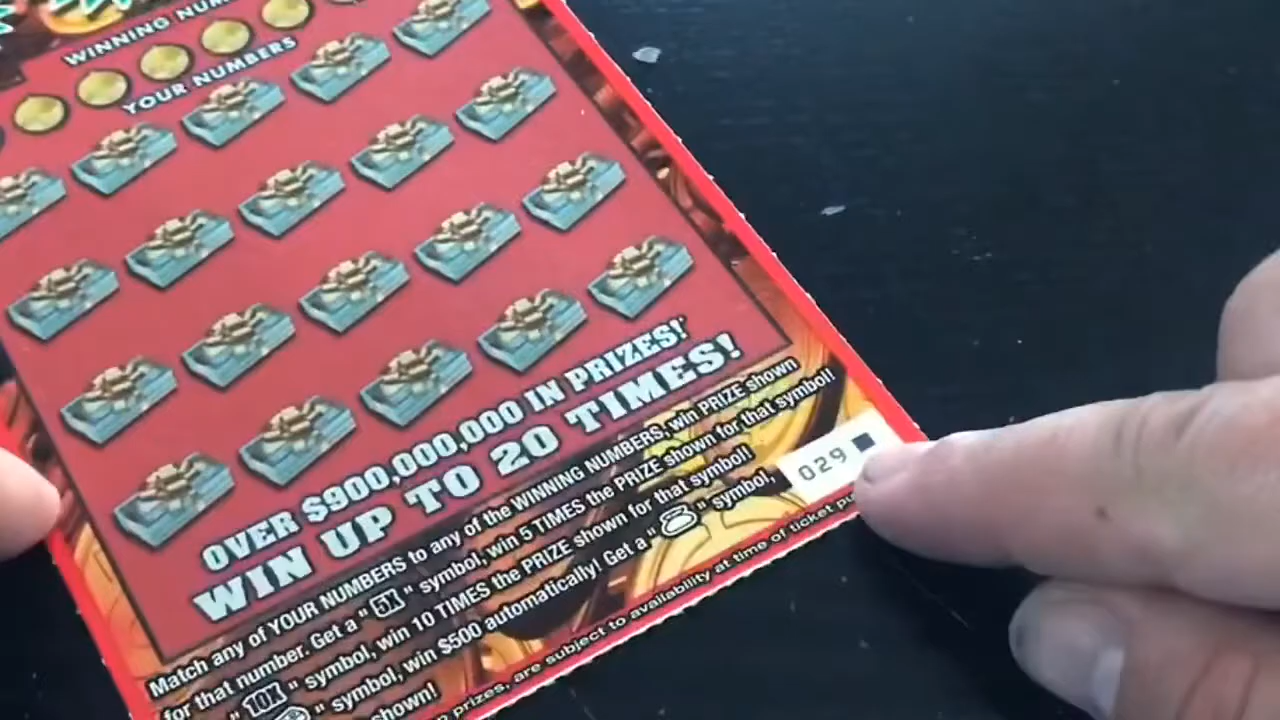 WINNING NUM
YOUR NUMBERS
OVER $900,000,000 IN PRIZES!
WIN UP TO 20 TIMES!
Match any of YOUR NUMBERS to any of the WINNING NUMBERS, win PRIZE shown
for that number. Get a "5X" symbol, win 5 TIMES the PRIZE shown for that symbol!
"10X" symbol, win 10 TIMES the PRIZE shown for that symbol!
symbol, win $500 automatically! Get a " " symbol,
shown!
prizes, are subject to availability at time of ticket pu
029